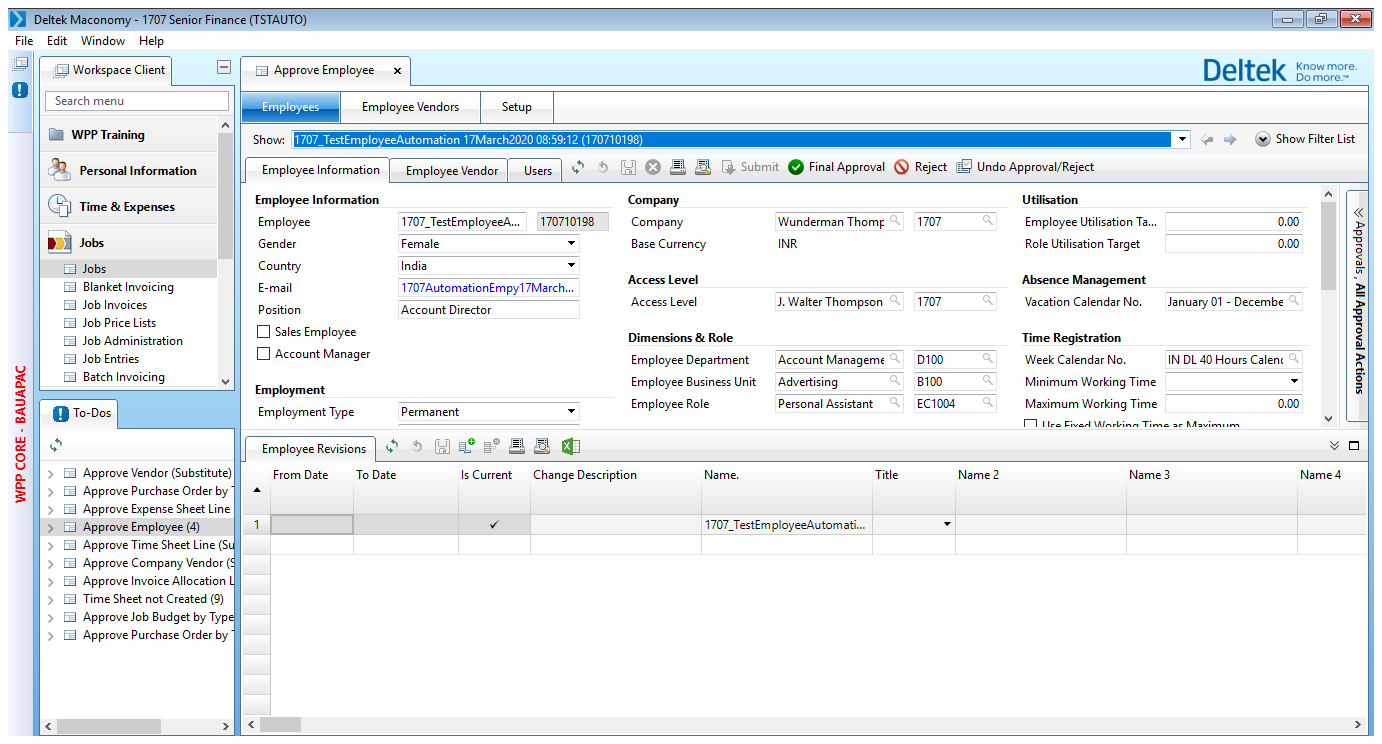 Deltek Maconomy - 1707 Senior Finance (TSTAUTO)
File Edit Window Help
Workspace Client
Search menu
WPP Training
Personal Information
Time & Expenses
Jobs
Jobs
Blanket Invoicing
Job Invoices
Job Price Lists
Job Administration
Job Entries
Batch Invoicing
WPP CORE - BAUAPAC
To-Dos
Approve Vendor (Substitute)
Approve Purchase Order by
Approve Expense Sheet Line
Approve Employee (4)
Approve Time Sheet Line (Su
Approve Company Vendor (S
Approve Invoice Allocation L
Time Sheet not Created (9)
Approve Job Budget by Type
Approve Purchase Order by
Approve Employee x
Deltek Know more.
Do more.™
Employees Employee Vendors Setup
Show: 1707_TestEmployeeAutomation 17March2020 08:59:12 (170710198) Show Filter List
Employee Information Employee Vendor Users Submit Final Approval Reject Undo Approval/Reject
Employee Information
Employee 1707_TestEmployeeA... 170710198
Gender Female
Country India
E-mail 1707AutomationEmpy17March...
Position Account Director
Sales Employee
Account Manager
Employment
Employment Type Permanent
Company
Company Wunderman Thomp 1707
Base Currency INR
Access Level
Access Level J. Walter Thompson 1707
Dimensions & Role
Employee Department Account Manageme D100
Employee Business Unit Advertising B100
Employee Role Personal Assistant EC1004
Utilisation
Employee Utilisation Ta... 0.00
Role Utilisation Target 0.00
Absence Management
Vacation Calendar No. January 01 - Decembe
Time Registration
Week Calendar No. IN DL 40 Hours Calenc
Minimum Working Time
Maximum Working Time 0.00
Use Fixed Working Time as Maximum
« Approvals , All Approval Actions
Employee Revisions
From Date To Date Is Current Change Description Name. Title Name 2 Name 3 Name 4
1 ✓ 1707_TestEmployeeAutomati...